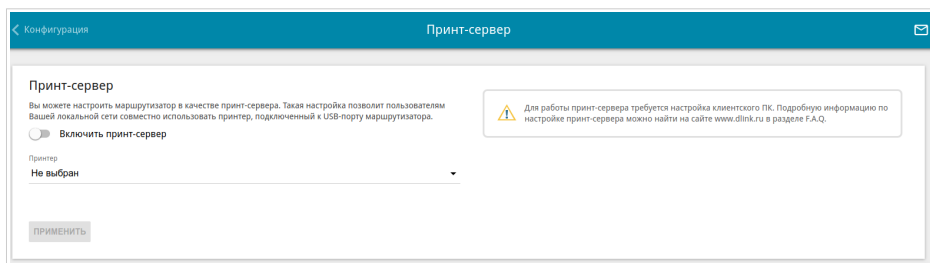 Конфигурация
Принт-сервер
Принт-сервер
Вы можете настроить маршрутизатор в качестве принт-сервера. Такая настройка позволит пользователям
Вашей локальной сети совместно использовать принтер, подключенный к USB-порту маршрутизатора.
Включить принт-сервер
Принтер
Не выбран
ПРИМЕНИТЬ
Для работы принт-сервера требуется настройка клиентского ПК. Подробную информацию по
настройке принт-сервера можно найти на сайте www.dlink.ru в разделе F.A.Q.